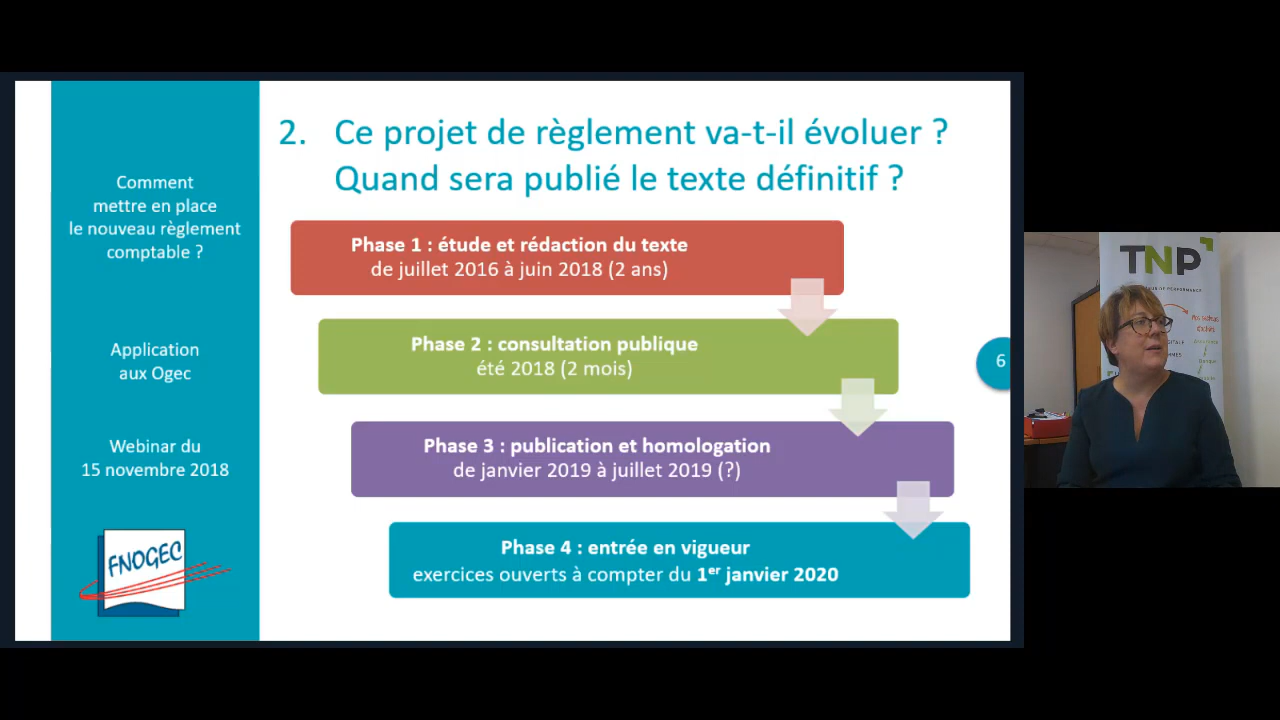 2. Ce projet de règlement va-t-il évoluer ?
Quand sera publié le texte définitif ?
Comment
mettre en place
le nouveau règlement
comptable ?
Application
aux Ogec
Webinar du
15 novembre 2018
FNOGEC
Phase 1 : étude et rédaction du texte
de juillet 2016 à juin 2018 (2 ans)
Phase 2 : consultation publique
été 2018 (2 mois)
Phase 3 : publication et homologation
de janvier 2019 à juillet 2019 (?)
Phase 4 : entrée en vigueur
exercices ouverts à compter du 1er janvier 2020
6
TNP